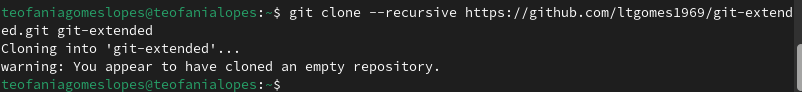 teofaniagomeslopes@teofanialopes:~$ git clone --recursive https://github.com/ltgomes1969/git-extend
ed.git git-extended
Cloning into 'git-extended'...
warning: You appear to have cloned an empty repository.
teofaniagomeslopes@teofanialopes:~$